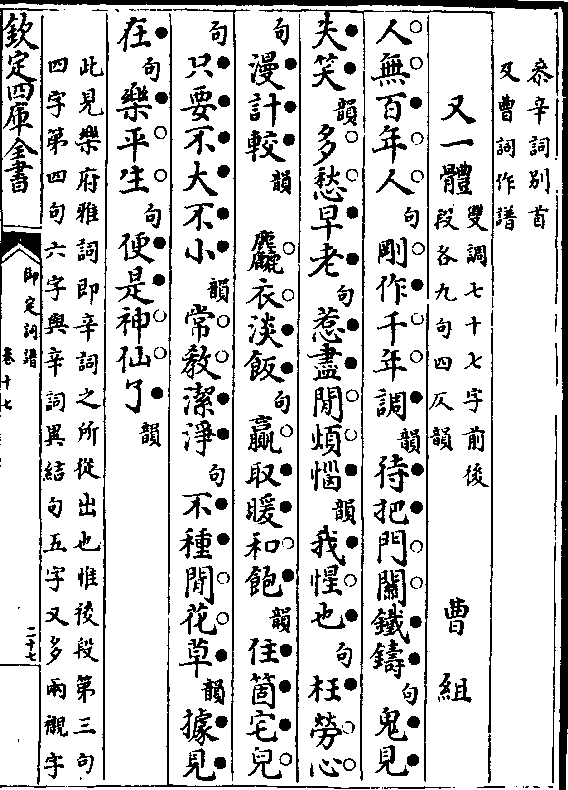 叅辛詞别首
又曹詞作譜
又一體 雙調七十七字前後
段各九句四仄韻 曹組
人無百年人句剛作千年調韻待把門關鐵鑄句鬼見
失笑韻多愁早老句惹盡閒煩惱韻我惺也句枉勞心
句漫計較韻 麤衣淡飯句贏取暖和飽韻住箇宅兒
句只要不大不小韻常教潔淨句不種閒花草韻據見
在句樂平生句便是神仙了韻
此見樂府雅詞即辛詞之所從出也惟後段第三句
四字第四句六字與辛詞異結句五字又多兩襯字
欽定四庫全書
御定詞譜
卷十七
二十七